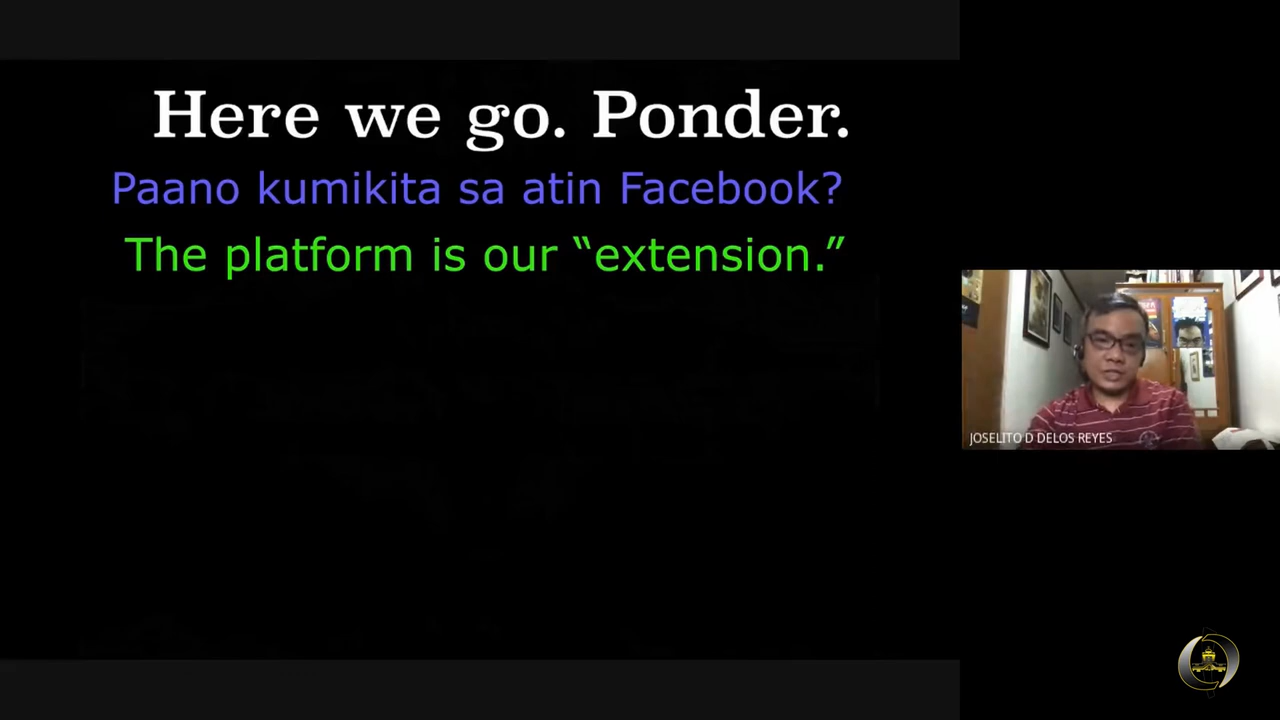 Here we go. Ponder.
Paano kumikita sa atin Facebook?
The platform is our “extension.”
JOSELITO D DELOS REYES